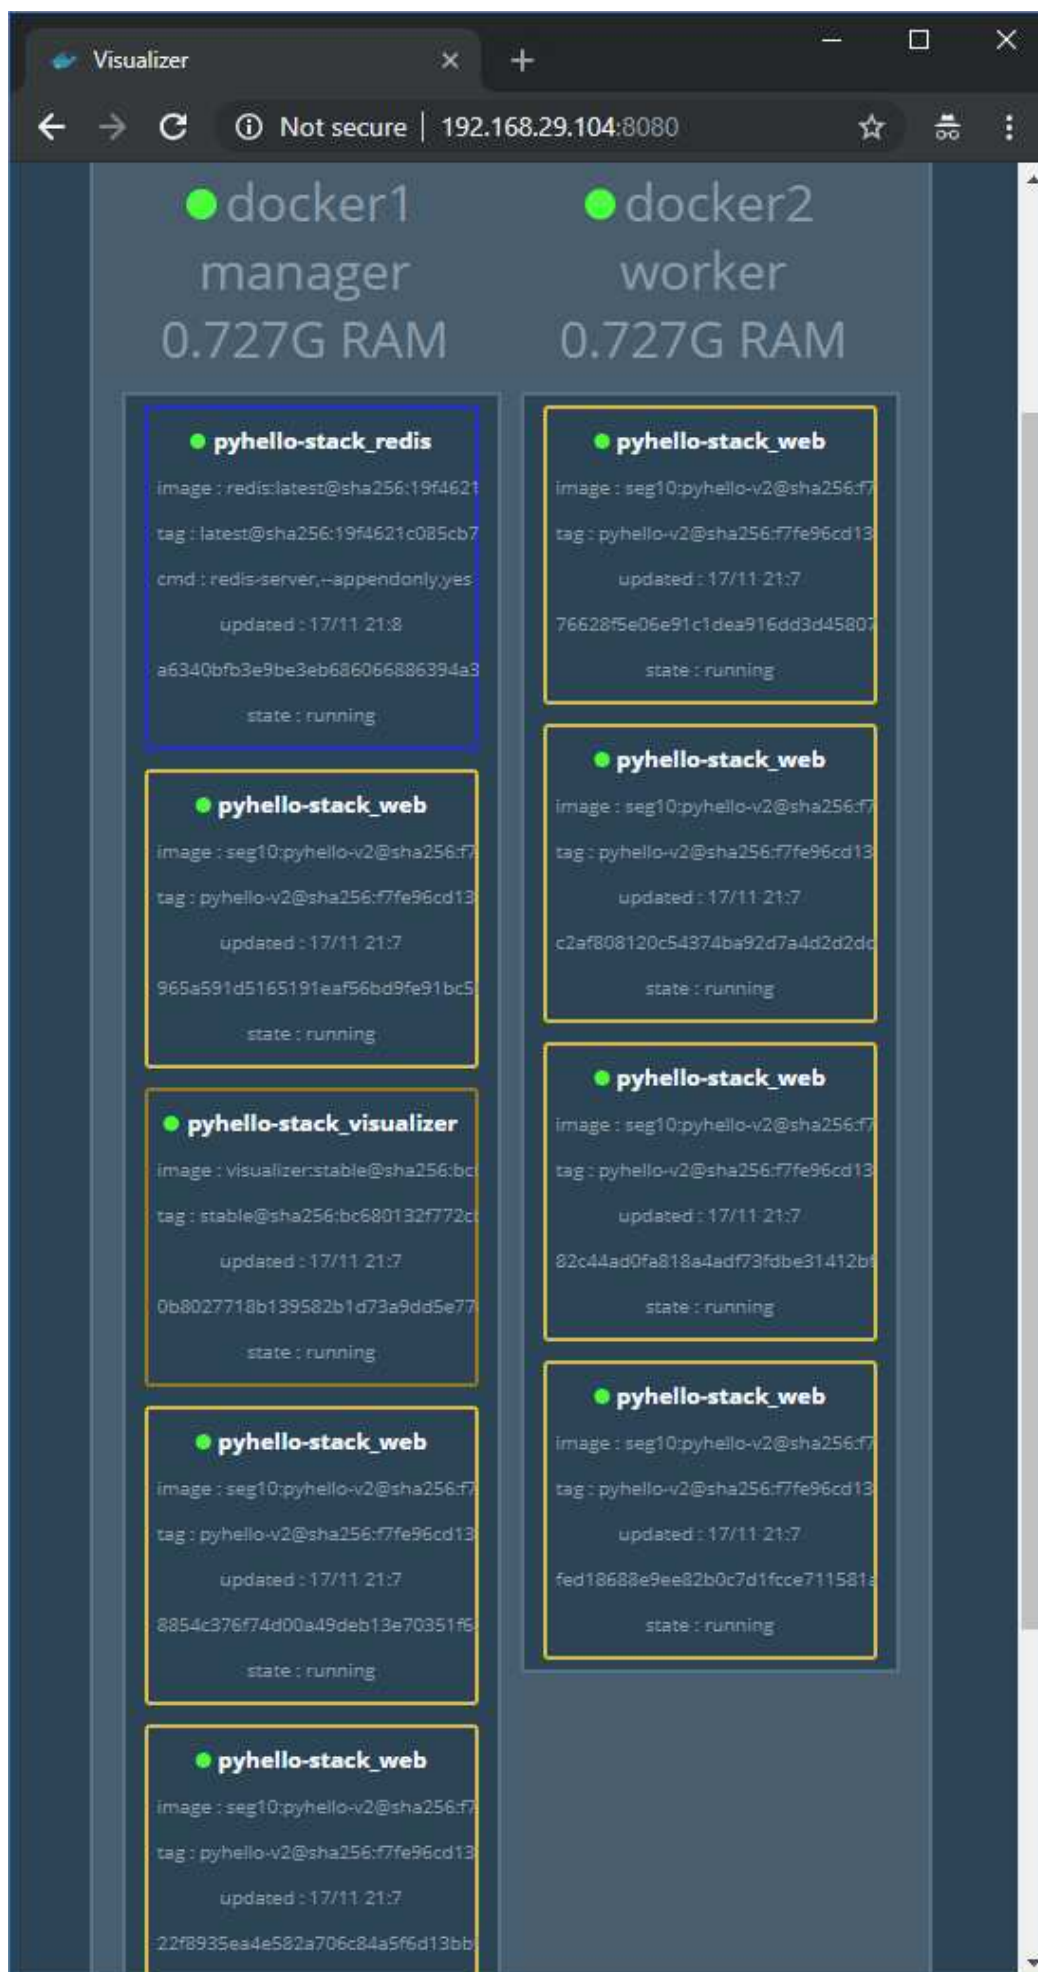 Visualizer
Not secure | 192.168.29.104:8080
docker1
manager
0.727G RAM
pyhello-stack_redis
image : redis:latest@sha256:19f4621
tag : latest@sha256:19f4621c085cb7
cmd : redis-server,--appendonly,yes
updated : 17/11 21:8
a6340bfb3e9be3eb686066886394a3
state : running
pyhello-stack_web
image : seg10:pyhello-v2@sha256:f7
tag : pyhello-v2@sha256:f7fe96cd13
updated : 17/11 21:7
965a591d5165191eaf56bd9fe91bc5
state : running
pyhello-stack_visualizer
image : visualizer:stable@sha256:bc
tag : stable@sha256:bc680132f772c
updated : 17/11 21:7
0b8027718b139582b1d73a9dd5e77
state : running
pyhello-stack_web
image : seg10:pyhello-v2@sha256:f7
tag : pyhello-v2@sha256:f7fe96cd13
updated : 17/11 21:7
8854c376f74d00a49deb13e70351f6
state : running
pyhello-stack_web
image : seg10:pyhello-v2@sha256:f7
tag : pyhello-v2@sha256:f7fe96cd13
updated : 17/11 21:7
22f8935ea4e582a706c84a5f6d13bb
docker2
worker
0.727G RAM
pyhello-stack_web
image : seg10:pyhello-v2@sha256:f7
tag : pyhello-v2@sha256:f7fe96cd13
updated : 17/11 21:7
76628f5e06e91c1dea916dd3d45807
state : running
pyhello-stack_web
image : seg10:pyhello-v2@sha256:f7
tag : pyhello-v2@sha256:f7fe96cd13
updated : 17/11 21:7
c2af808120c54374ba92d7a4d2d2dc
state : running
pyhello-stack_web
image : seg10:pyhello-v2@sha256:f7
tag : pyhello-v2@sha256:f7fe96cd13
updated : 17/11 21:7
82c44ad0fa818a4adf73fdbe31412bf
state : running
pyhello-stack_web
image : seg10:pyhello-v2@sha256:f7
tag : pyhello-v2@sha256:f7fe96cd13
updated : 17/11 21:7
fed18688e9ee82b0c7d1fcce711581a
state : running